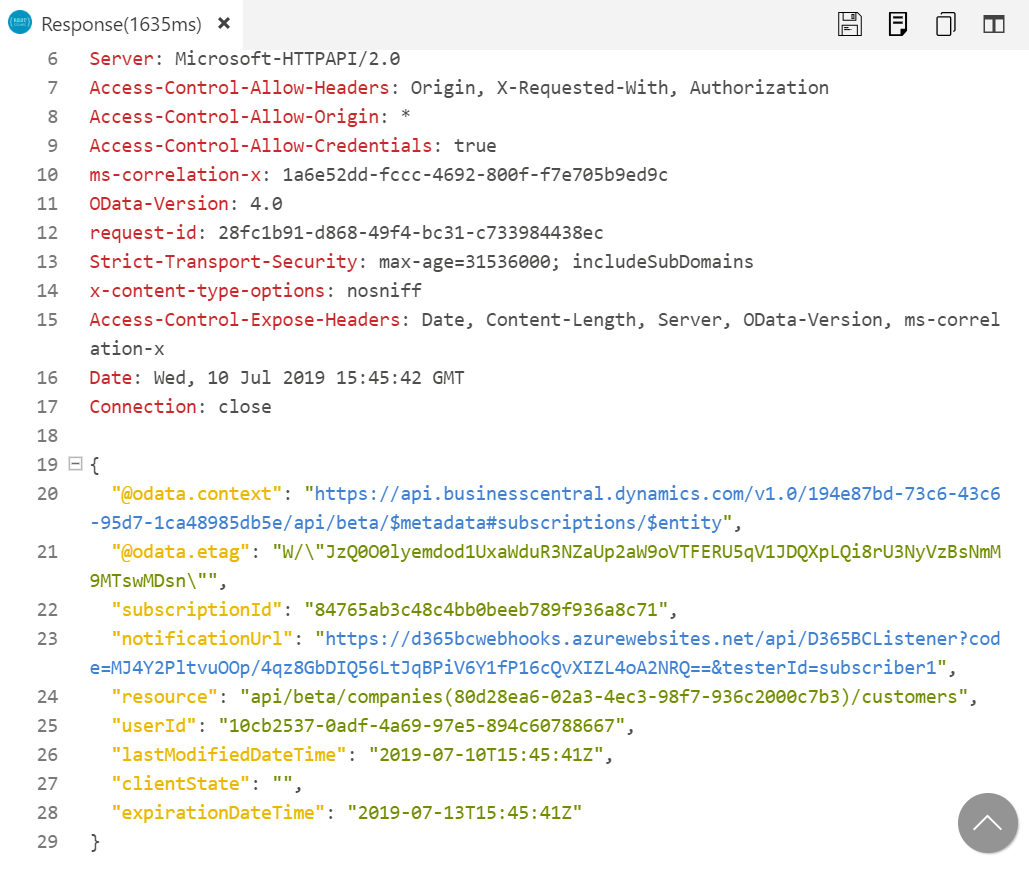 Response(1635ms) ×
6 Server: Microsoft-HTTPAPI/2.0
7 Access-Control-Allow-Headers: Origin, X-Requested-With, Authorization
8 Access-Control-Allow-Origin: *
9 Access-Control-Allow-Credentials: true
10 ms-correlation-x: 1a6e52dd-fccc-4692-800f-f7e705b9ed9c
11 OData-Version: 4.0
12 request-id: 28fc1b91-d868-49f4-bc31-c733984438ec
13 Strict-Transport-Security: max-age=31536000; includeSubDomains
14 x-content-type-options: nosniff
15 Access-Control-Expose-Headers: Date, Content-Length, Server, OData-Version, ms-correl
ation-x
16 Date: Wed, 10 Jul 2019 15:45:42 GMT
17 Connection: close
18
19 {
20 "@odata.context": "https://api.businesscentral.dynamics.com/v1.0/194e87bd-73c6-43c6
-95d7-1ca48985db5e/api/beta/$metadata#subscriptions/$entity",
21 "@odata.etag": "W/\"JzQ0O0lyemdod1UxaWduR3NZaUp2aW9oVTFERU5qV1JDQXpLQi8rU3NyVzBsNmM
9MTswMDsn\"",
22 "subscriptionId": "84765ab3c48c4bb0beeb789f936a8c71",
23 "notificationUrl": "https://d365bcwebhooks.azurewebsites.net/api/D365BCListener?cod
e=MJ4Y2PltvuOOp/4qz8GbDIQ56LtJqBPiV6Y1fP16cQvXIZL4oA2NRQ==&testerId=subscriber1",
24 "resource": "api/beta/companies(80d28ea6-02a3-4ec3-98f7-936c2000c7b3)/customers",
25 "userId": "10cb2537-0adf-4a69-97e5-894c60788667",
26 "lastModifiedDateTime": "2019-07-10T15:45:41Z",
27 "clientState": "",
28 "expirationDateTime": "2019-07-13T15:45:41Z"
29 }